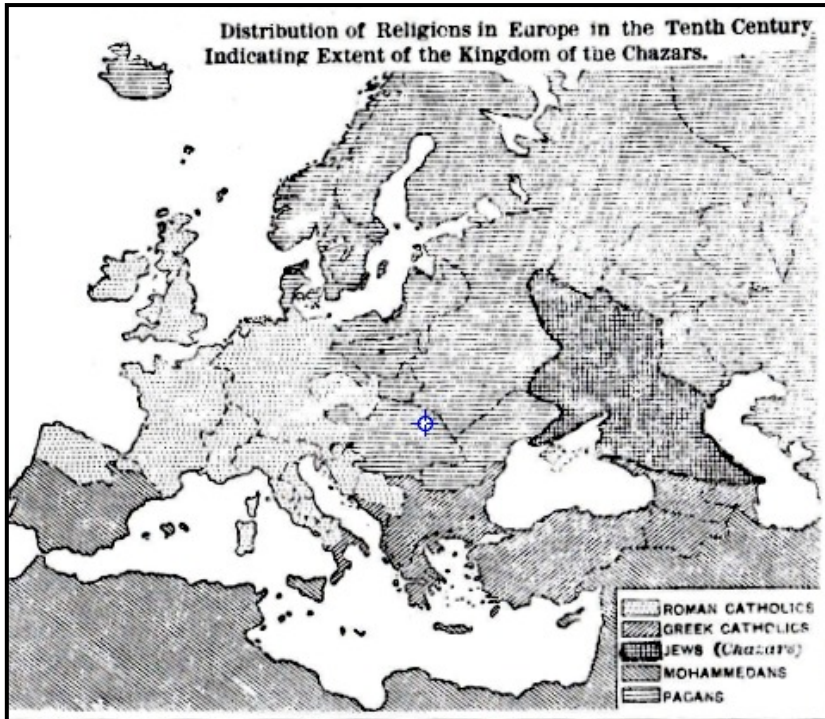 Distribution of Religions in Europe in the Tenth Century
Indicating Extent of the Kingdom of the Chazars.
ROMAN CATHOLICS
GREEK CATHOLICS
JEWS (Chazars)
MOHAMMEDANS
PAGANS